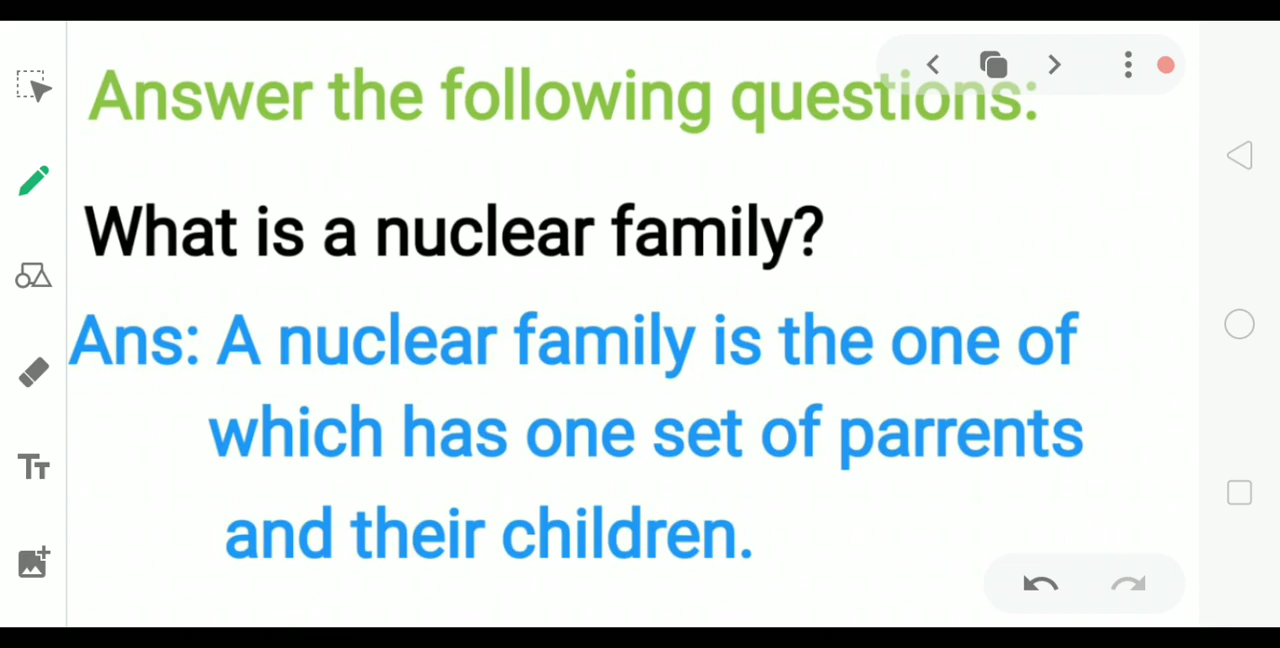 Answer the following questions:
What is a nuclear family?
Ans: A nuclear family is the one of
which has one set of parrents
and their children.
Tт